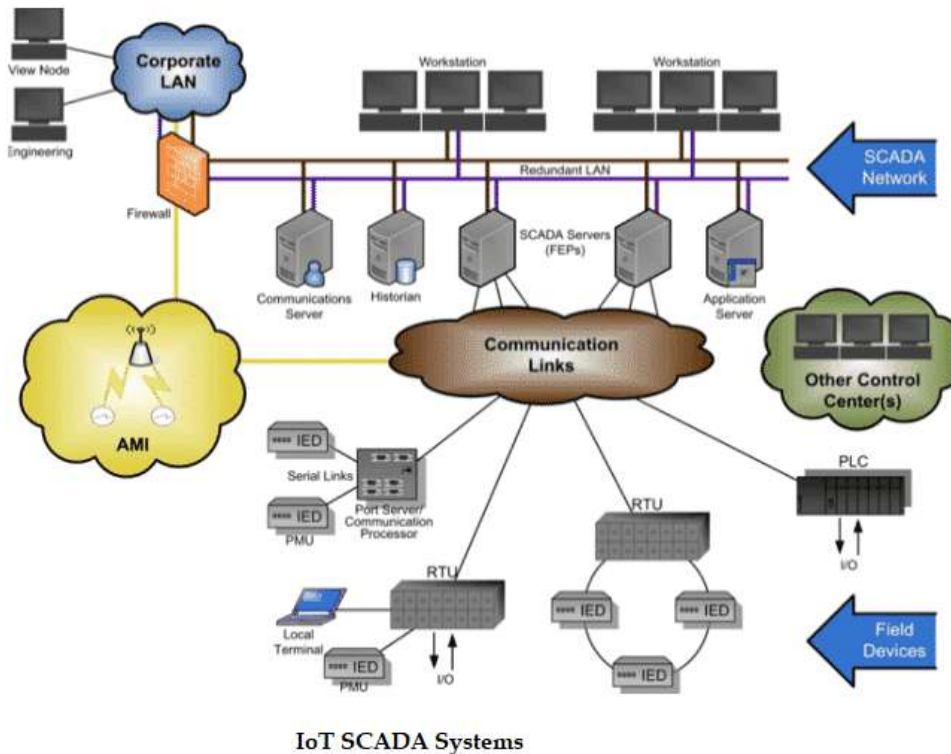 View Node
Corporate
LAN
Engineering
Firewall
Workstation
Workstation
Redundant LAN
SCADA
Network
Communications
Server
Historian
SCADA Servers
(FEPs)
Application
Server
Communication
Links
Other Control
Center(s)
AMI
IED
Serial Links
IED
PMU
Port Server/
Communication
Processor
RTU
Local
Terminal
IED
PMU
I/O
RTU
IED
IED
IED
PLC
I/O
Field
Devices
IoT SCADA Systems